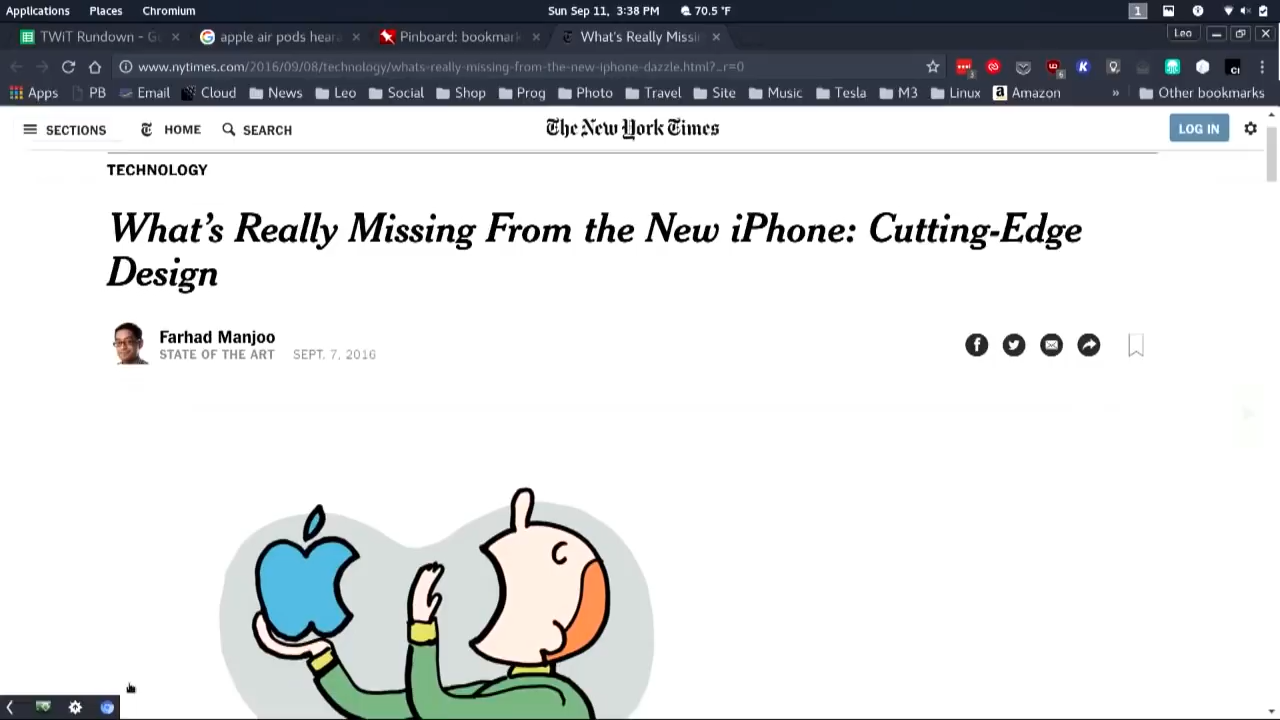 Applications Places Chromium Sun Sep 11, 3:38 PM 70.5 °F 1
TWiT Rundown - G apple air pods hear Pinboard: bookmar What's Really Missi Leo
www.nytimes.com/2016/09/08/technology/whats-really-missing-from-the-new-iphone-dazzle.html?_r=0
Apps PB Email Cloud News Leo Social Shop Prog Photo Travel Site Music Tesla M3 Linux Amazon » Other bookmarks
SECTIONS HOME SEARCH The New York Times LOG IN
TECHNOLOGY
What's Really Missing From the New iPhone: Cutting-Edge
Design
Farhad Manjoo
STATE OF THE ART SEPT. 7, 2016